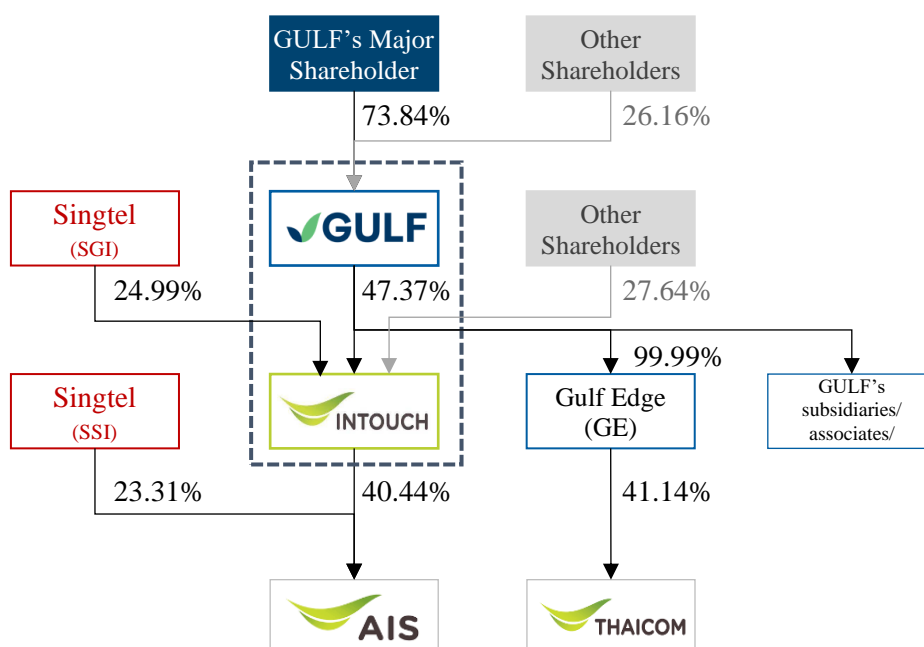 GULF's Major
Shareholder
Other
Shareholders
73.84%
26.16%
Singtel
(SGI)
GULF
Other
Shareholders
24.99%
47.37%
27.64%
99.99%
Singtel
(SSI)
INTOUCH
Gulf Edge
(GE)
GULF's
subsidiaries/
associates/
23.31%
40.44%
41.14%
AIS
THAICOM